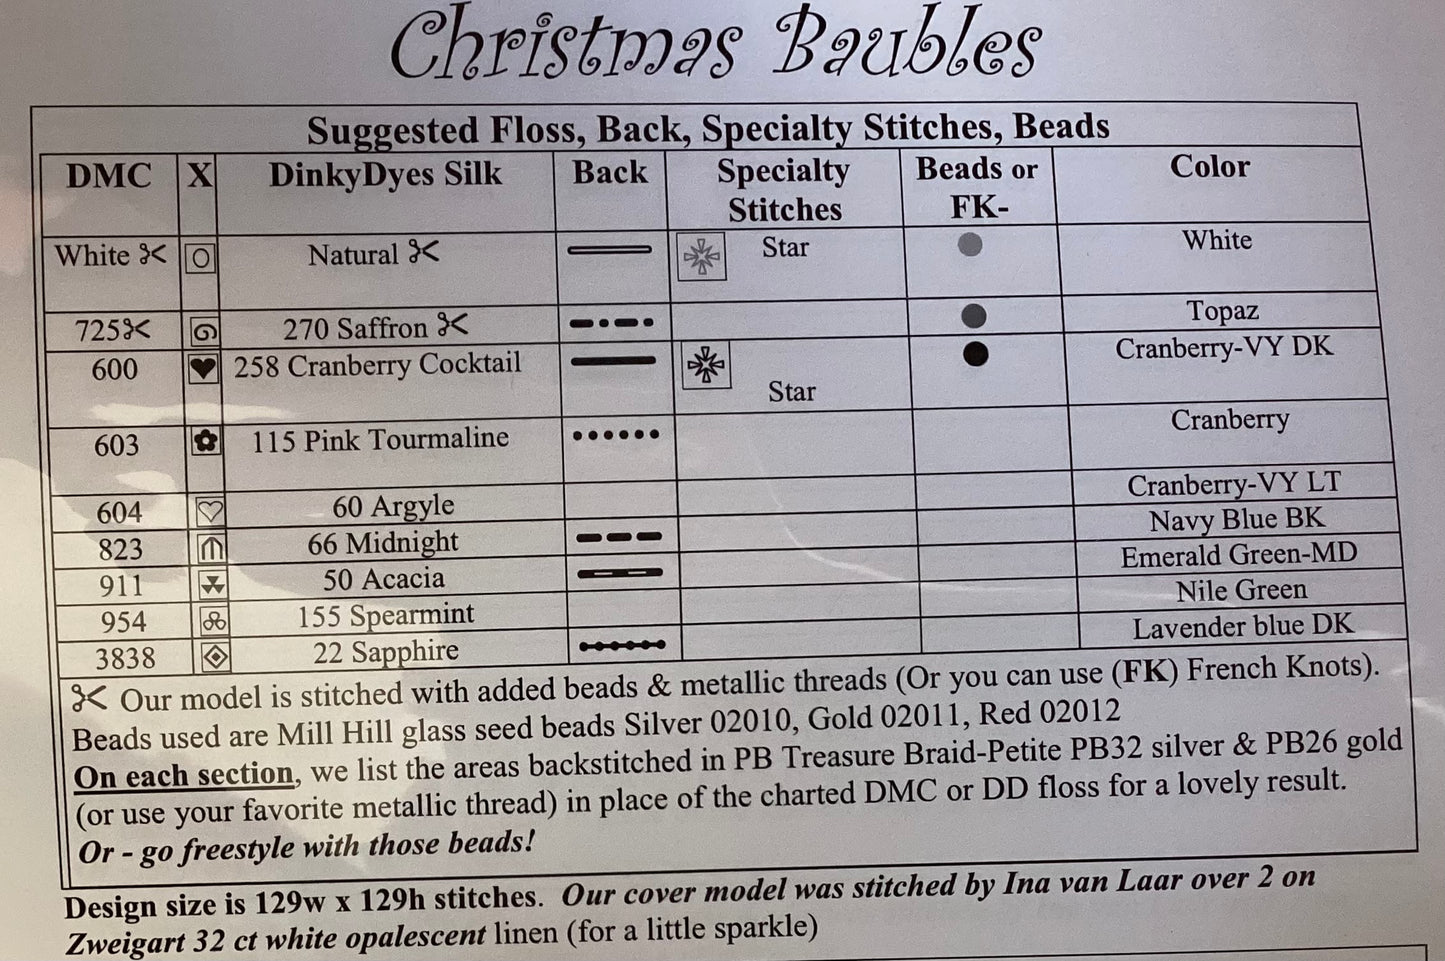 Christmas Baubles
Suggested Floss, Back, Specialty Stitches, Beads
DMC X DinkyDyes Silk Back Specialty Stitches Beads or FK- Color
White Natural Star White
725 270 Saffron Topaz
600 258 Cranberry Cocktail Star Cranberry-VY DK
603 115 Pink Tourmaline Cranberry
604 60 Argyle Cranberry-VY LT
823 66 Midnight Navy Blue BK
911 50 Acacia Emerald Green-MD
954 155 Spearmint Nile Green
3838 22 Sapphire Lavender blue DK
Our model is stitched with added beads & metallic threads (Or you can use (FK) French Knots).
Beads used are Mill Hill glass seed beads Silver 02010, Gold 02011, Red 02012
On each section, we list the areas backstitched in PB Treasure Braid-Petite PB32 silver & PB26 gold
(or use your favorite metallic thread) in place of the charted DMC or DD floss for a lovely result.
Or - go freestyle with those beads!
Design size is 129w x 129h stitches. Our cover model was stitched by Ina van Laar over 2 on
Zweigart 32 ct white opalescent linen (for a little sparkle)